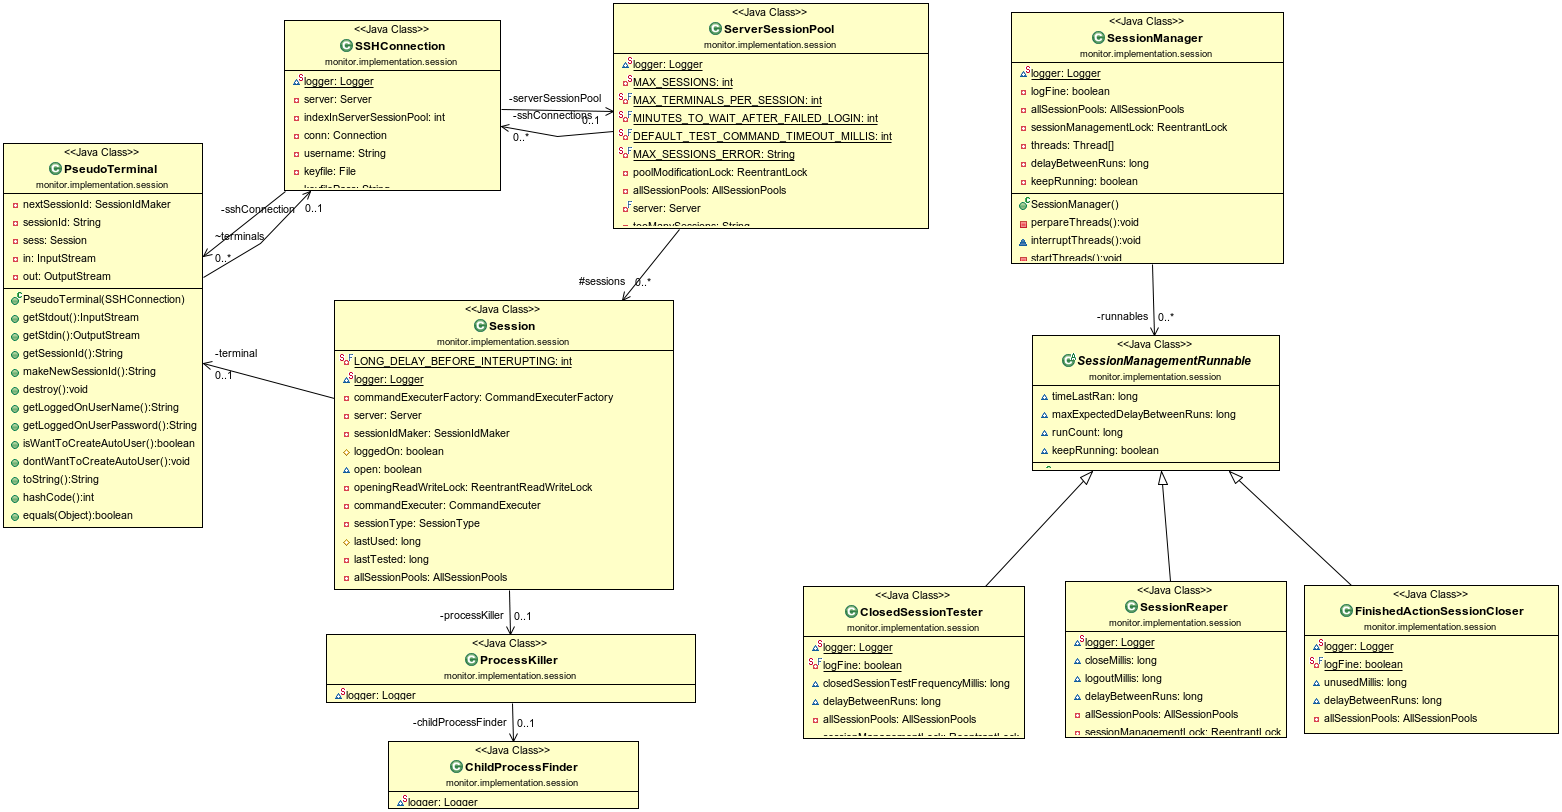 <<Java Class>>
SSHConnection
monitor.implementation.session
logger: Logger
server: Server
indexInServerSessionPool: int
conn: Connection
username: String
keyfile: File
keyfilePass: String
<<Java Class>>
ServerSessionPool
monitor.implementation.session
logger: Logger
MAX_SESSIONS: int
MAX_TERMINALS_PER_SESSION: int
MINUTES_TO_WAIT_AFTER_FAILED_LOGIN: int
DEFAULT_TEST_COMMAND_TIMEOUT_MILLIS: int
MAX_SESSIONS_ERROR: String
poolModificationLock: ReentrantLock
allSessionPools: AllSessionPools
server: Server
tooManySessions: String
<<Java Class>>
SessionManager
monitor.implementation.session
logger: Logger
logFine: boolean
allSessionPools: AllSessionPools
sessionManagementLock: ReentrantLock
threads: Thread[]
delayBetweenRuns: long
keepRunning: boolean
SessionManager()
perpareThreads():void
interruptThreads():void
startThreads():void
-serverSessionPool
0..1
-sshConnections
0..*
<<Java Class>>
PseudoTerminal
monitor.implementation.session
nextSessionId: SessionIdMaker
sessionId: String
sess: Session
in: InputStream
out: OutputStream
PseudoTerminal(SSHConnection)
getStdout():InputStream
getStdin():OutputStream
getSessionId():String
makeNewSessionId():String
destroy():void
getLoggedOnUserName():String
getLoggedOnUserPassword():String
isWantToCreateAutoUser():boolean
dontWantToCreateAutoUser():void
toString():String
hashCode():int
equals(Object):boolean
-sshConnection
0..1
~terminals
0..*
#sessions
0..*
-runnables
0..*
-terminal
0..1
<<Java Class>>
Session
monitor.implementation.session
LONG_DELAY_BEFORE_INTERUPTING: int
logger: Logger
commandExecuterFactory: CommandExecuterFactory
server: Server
sessionIdMaker: SessionIdMaker
loggedOn: boolean
open: boolean
openingReadWriteLock: ReentrantReadWriteLock
commandExecuter: CommandExecuter
sessionType: SessionType
lastUsed: long
lastTested: long
allSessionPools: AllSessionPools
<<Java Class>>
SessionManagementRunnable
monitor.implementation.session
timeLastRan: long
maxExpectedDelayBetweenRuns: long
runCount: long
keepRunning: boolean
-processKiller
0..1
<<Java Class>>
ProcessKiller
monitor.implementation.session
logger: Logger
-childProcessFinder
0..1
<<Java Class>>
ChildProcessFinder
monitor.implementation.session
logger: Logger
<<Java Class>>
ClosedSessionTester
monitor.implementation.session
logger: Logger
logFine: boolean
closedSessionTestFrequencyMillis: long
delayBetweenRuns: long
allSessionPools: AllSessionPools
sessionManagementLock: ReentrantLock
<<Java Class>>
SessionReaper
monitor.implementation.session
logger: Logger
closeMillis: long
logoutMillis: long
delayBetweenRuns: long
allSessionPools: AllSessionPools
sessionManagementLock: ReentrantLock
<<Java Class>>
FinishedActionSessionCloser
monitor.implementation.session
logger: Logger
logFine: boolean
unusedMillis: long
delayBetweenRuns: long
allSessionPools: AllSessionPools